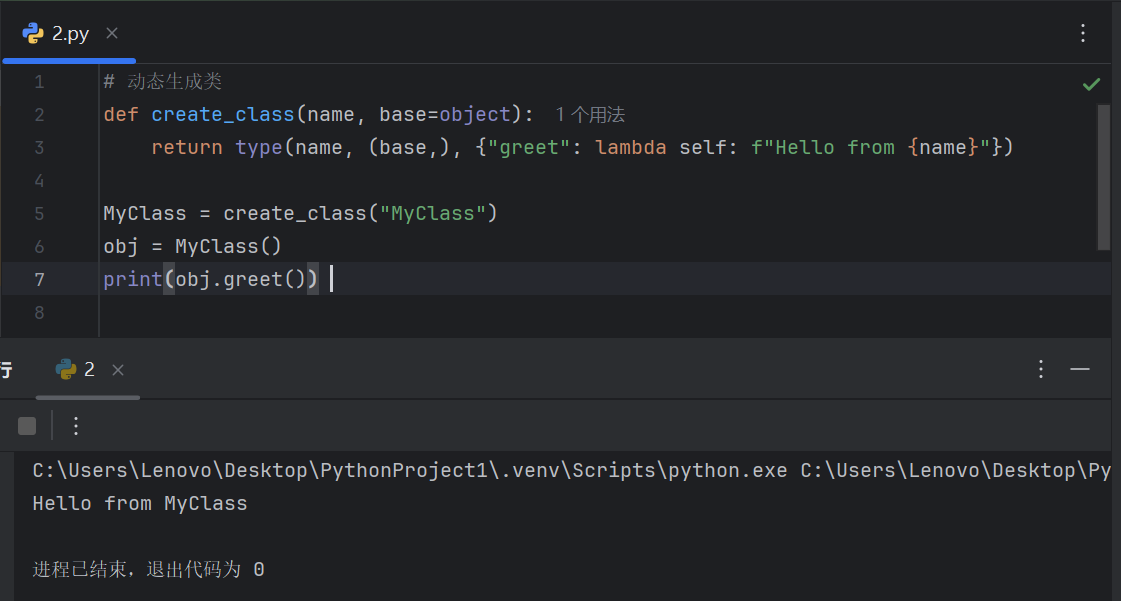 2.py
1 # 动态生成类
2 def create_class(name, base=object): 1 个用法
3     return type(name, (base,), {"greet": lambda self: f"Hello from {name}"})
4
5 MyClass = create_class("MyClass")
6 obj = MyClass()
7 print(obj.greet())
8
行 2
C:\Users\Lenovo\Desktop\PythonProject1\.venv\Scripts\python.exe C:\Users\Lenovo\Desktop\Py
Hello from MyClass
进程已结束，退出代码为 0